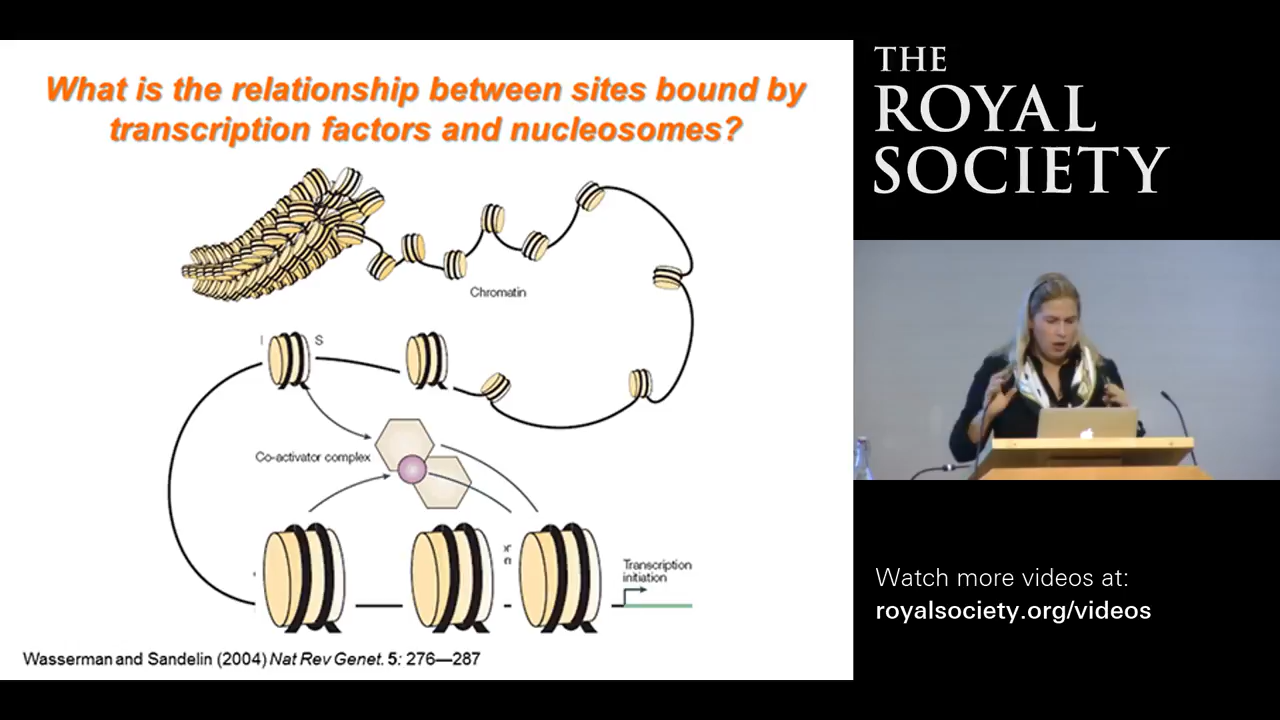 What is the relationship between sites bound by
transcription factors and nucleosomes?
Chromatin
S
Co-activator complex
Transcription
initiation
Wasserman and Sandelin (2004) Nat Rev Genet. 5: 276—287
THE
ROYAL
SOCIETY
Watch more videos at:
royalsociety.org/videos